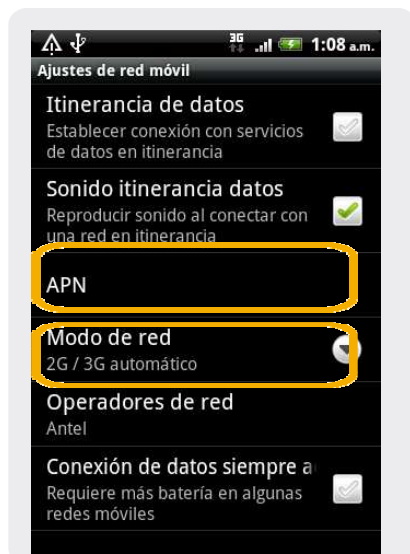 3G
1:08 a.m.
Ajustes de red móvil
Itinerancia de datos
Establecer conexión con servicios
de datos en itinerancia
Sonido itinerancia datos
Reproducir sonido al conectar con
una red en itinerancia
APN
Modo de red
2G / 3G automático
Operadores de red
Antel
Conexión de datos siempre a
Requiere más batería en algunas
redes móviles